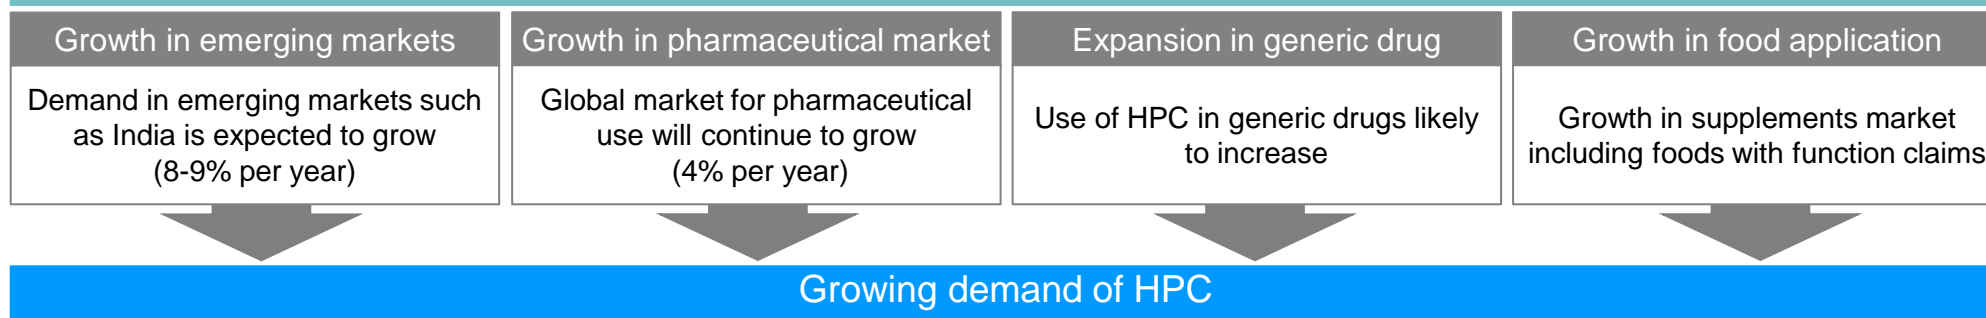 Growth in emerging markets
Demand in emerging markets such
as India is expected to grow
(8-9% per year)
Growth in pharmaceutical market
Global market for pharmaceutical
use will continue to grow
(4% per year)
Expansion in generic drug
Use of HPC in generic drugs likely
to increase
Growth in food application
Growth in supplements market
including foods with function claims
Growing demand of HPC